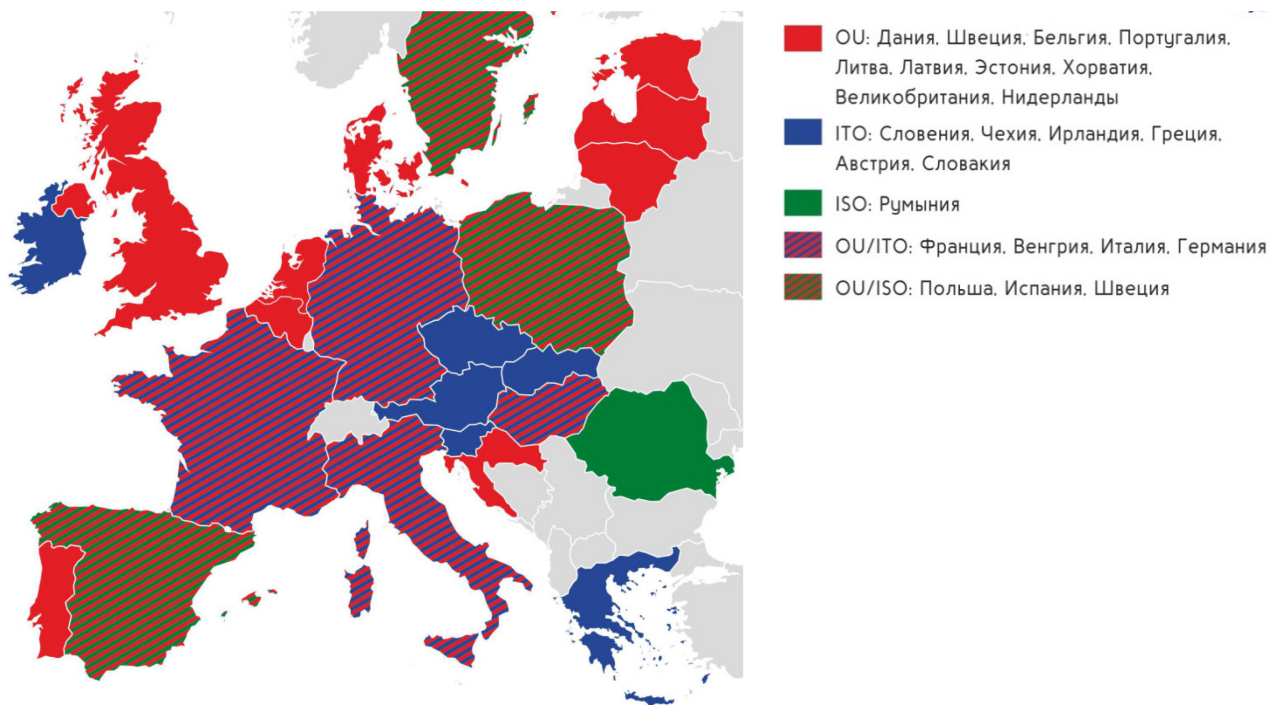 OU: Дания, Швеция, Бельгия, Португалия,
Литва, Латвия, Эстония, Хорватия,
Великобритания, Нидерланды
ITO: Словения, Чехия, Ирландия, Греция,
Австрия, Словакия
ISO: Румыния
OU/ITO: Франция, Венгрия, Италия, Германия
OU/ISO: Польша, Испания, Швеция